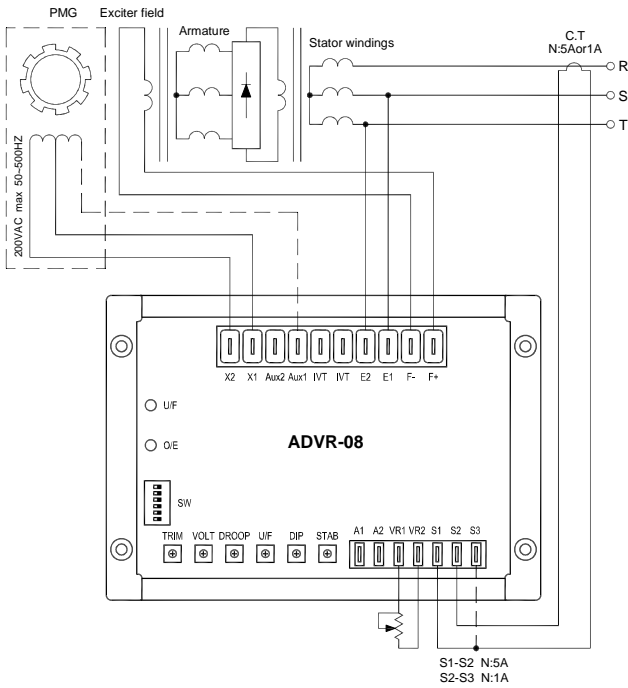 PMG
Exciter field
Armature
Stator windings
C.T
N:5Aor1A
R
S
T
200VAC max 50~500HZ
X2 X1 Aux2 Aux1 IVT IVT E2 E1 F- F+
U/F
O/E
ADVR-08
SW
TRIM VOLT DROOP U/F DIP STAB
A1 A2 VR1 VR2 S1 S2 S3
S1-S2 N:5A
S2-S3 N:1A